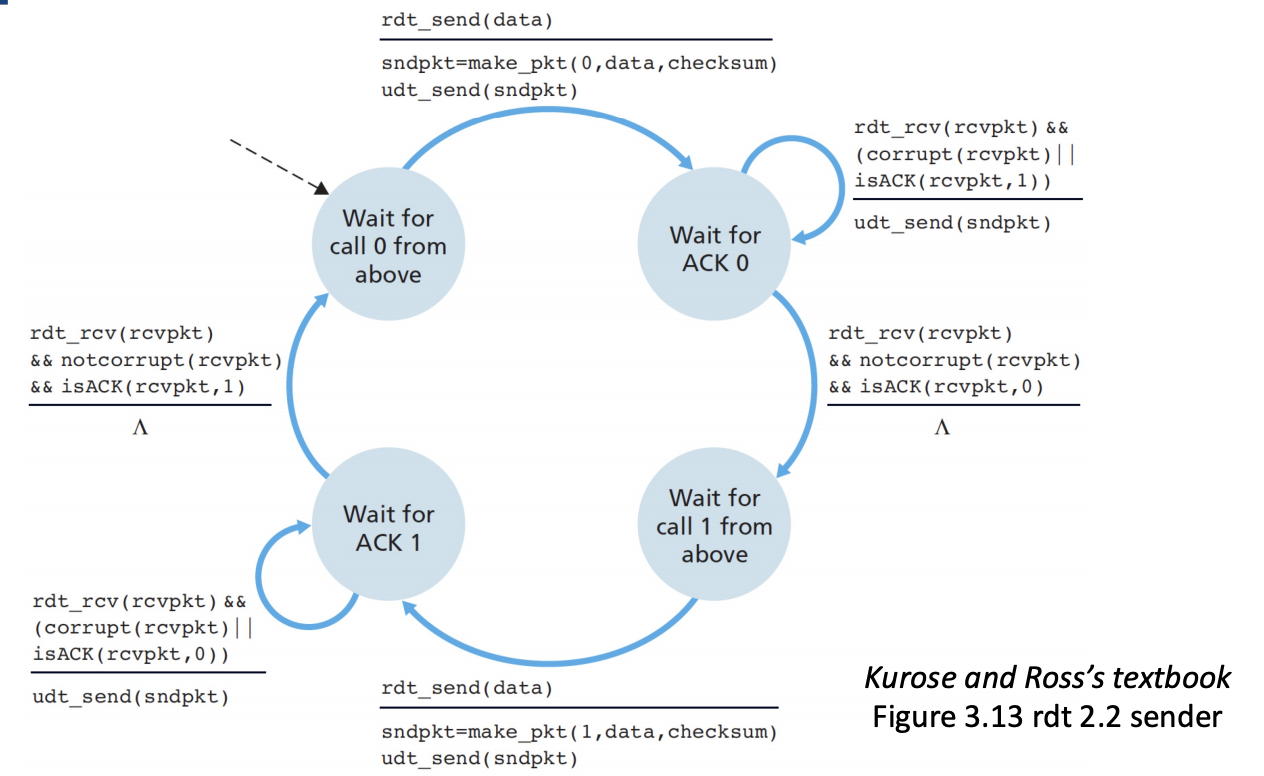 rdt_send(data)
sndpkt=make_pkt(0,data,checksum)
udt_send(sndpkt)
rdt_rcv(rcvpkt) &&
(corrupt(rcvpkt)||
isACK(rcvpkt,1))
udt_send(sndpkt)
Wait for
call 0 from
above
Wait for
ACK 0
rdt_rcv(rcvpkt)
&& notcorrupt(rcvpkt)
&& isACK(rcvpkt,1)
Λ
rdt_rcv(rcvpkt)
&& notcorrupt(rcvpkt)
&& isACK(rcvpkt,0)
Λ
Wait for
ACK 1
Wait for
call 1 from
above
rdt_rcv(rcvpkt) &&
(corrupt(rcvpkt)||
isACK(rcvpkt,0))
udt_send(sndpkt)
rdt_send(data)
sndpkt=make_pkt(1,data,checksum)
udt_send(sndpkt)
Kurose and Ross’s textbook
Figure 3.13 rdt 2.2 sender